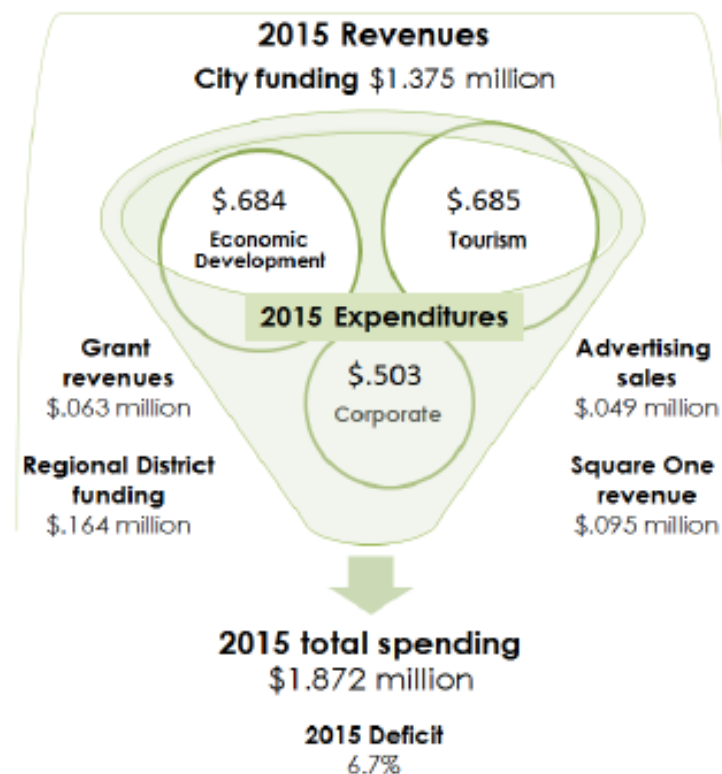 2015 Revenues
City funding $1.375 million
$.684
Economic
Development
$.685
Tourism
2015 Expenditures
$.503
Corporate
Grant
revenues
$.063 million
Regional District
funding
$.164 million
Advertising
sales
$.049 million
Square One
revenue
$.095 million
2015 total spending
$1.872 million
2015 Deficit
6.7%